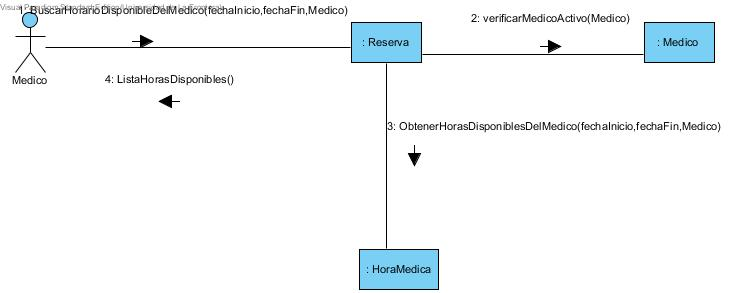 1: BuscarHorarioDisponibleDelMedico(fechaInicio,fechaFin,Medico)
2: verificarMedicoActivo(Medico)
: Reserva
: Medico
Medico
4: ListaHorasDisponibles()
3: ObtenerHorasDisponiblesDelMedico(fechaInicio,fechaFin,Medico)
: HoraMedica